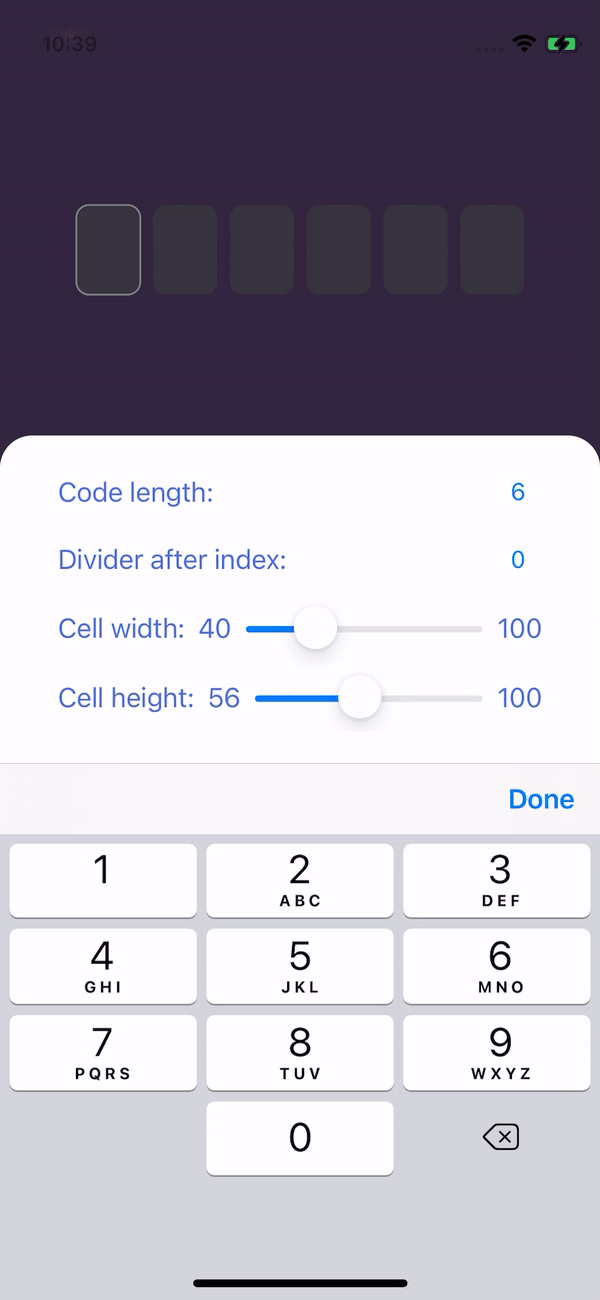 10:39
Code length: 6
Divider after index: 0
Cell width: 40 100
Cell height: 56 100
Done
1 2 3
ABC DEF
4 5 6
GHI JKL MNO
7 8 9
PQRS TUV WXYZ
0